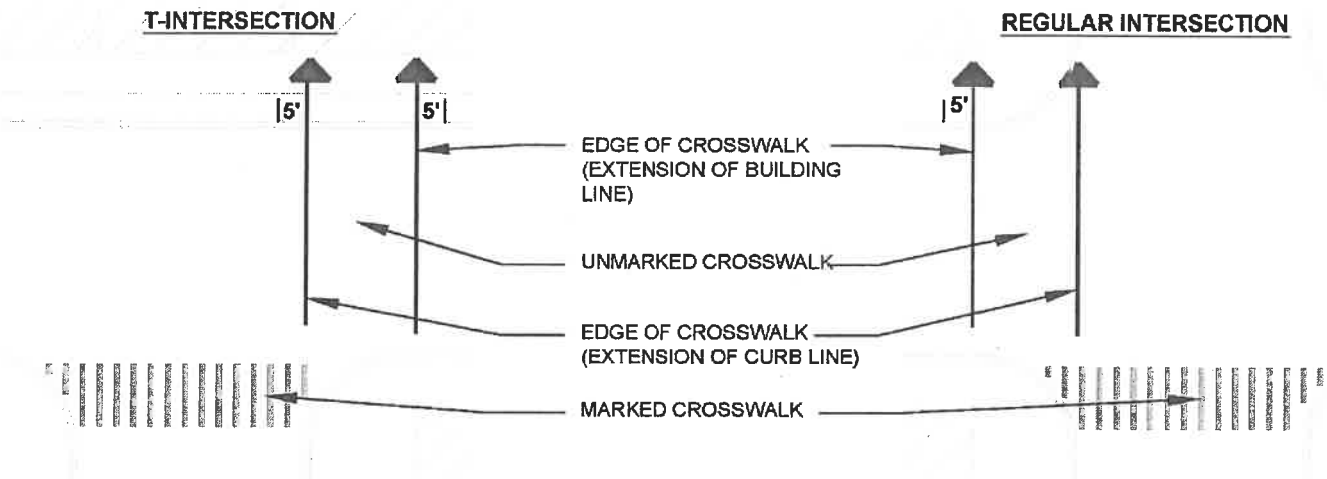 T-INTERSECTION
REGULAR INTERSECTION
|5'
5'|
|5'
EDGE OF CROSSWALK
(EXTENSION OF BUILDING
LINE)
UNMARKED CROSSWALK
EDGE OF CROSSWALK
(EXTENSION OF CURB LINE)
MARKED CROSSWALK